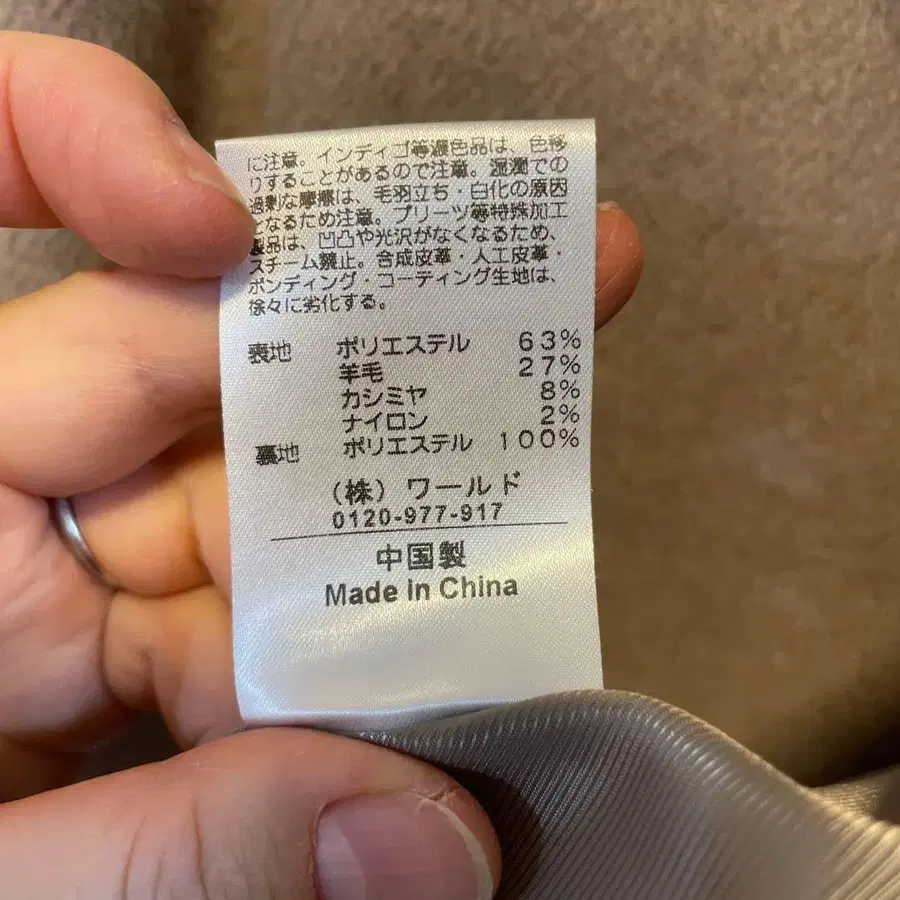 に注意。インディゴ等濃色品は、色移
りすることがあるので注意。湿潤での
過剰な摩擦は、毛羽立ち・白化の原因
となるため注意。プリーツ等特殊加工
製品は、凹凸や光沢がなくなるため、
スチーム禁止。合成皮革・人工皮革・
ボンディング・コーティング生地は、
徐々に劣化する。
表地 ポリエステル 63%
羊毛 27%
カシミヤ 8%
ナイロン 2%
裏地 ポリエステル 100%
(株)ワールド
0120-977-917
中国製
Made in China